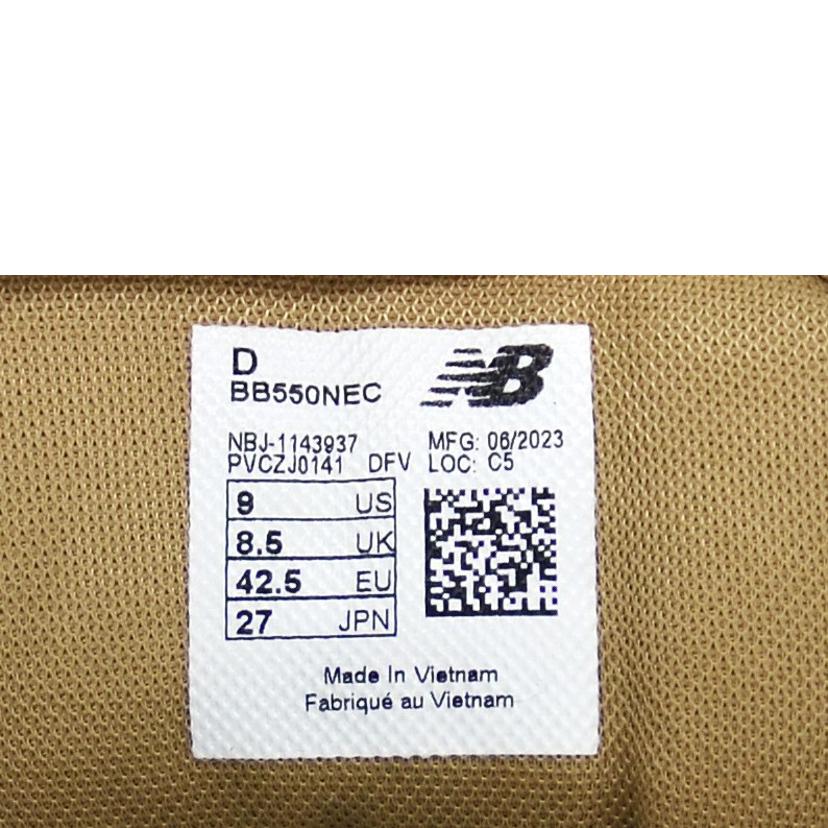 D
BB550NEC
NB
NBJ-1143937 MFG: 06/2023
PVCZJ0141 DFV LOC: C5
9 US
8.5 UK
42.5 EU
27 JPN
Made In Vietnam
Fabriqué au Vietnam